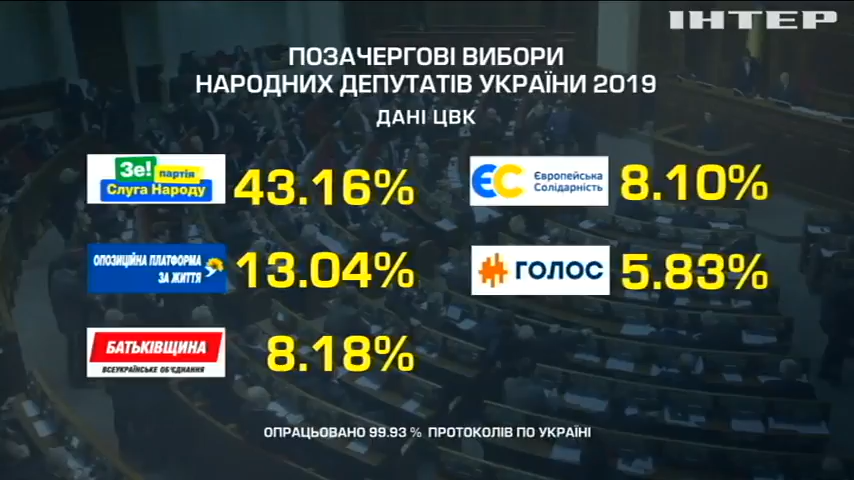 ІНТЕР
ПОЗАЧЕРГОВІ ВИБОРИ
НАРОДНИХ ДЕПУТАТІВ УКРАЇНИ 2019
ДАНІ ЦВК
Зе! партія
Слуга Народу
43.16%
ОПОЗИЦІЙНА ПЛАТФОРМА
ЗА ЖИТТЯ
13.04%
БАТЬКІВЩИНА
ВСЕУКРАЇНСЬКЕ ОБ'ЄДНАННЯ
8.18%
ЄС Європейська
Солідарність
8.10%
ГОЛОС
5.83%
ОПРАЦЬОВАНО 99.93 % ПРОТОКОЛІВ ПО УКРАЇНІ